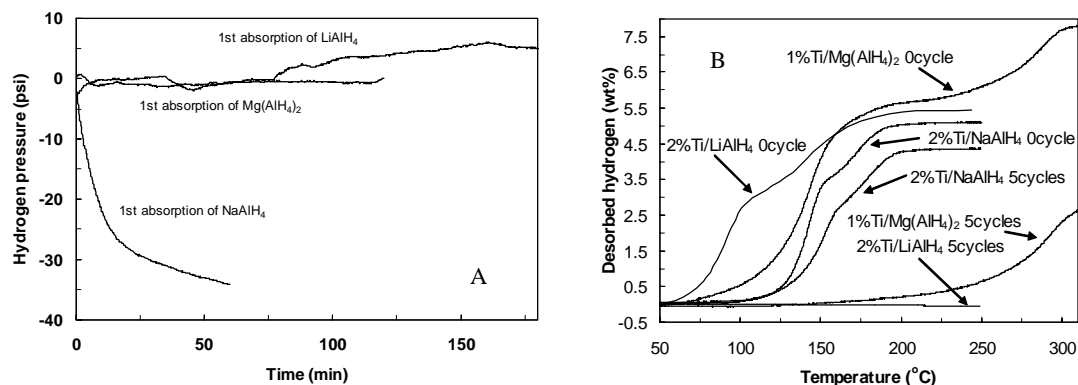 10
0
-10
-20
-30
-40
Hydrogen pressure (psi)
0
50
100
150
Time (min)
1st absorption of LiAlH4
1st absorption of Mg(AlH4)2
1st absorption of NaAlH4
A
7.5
6.5
5.5
4.5
3.5
2.5
1.5
0.5
-0.5
Desorbed hydrogen (wt%)
50
100
150
200
250
300
Temperature (°C)
B
1%Ti/Mg(AlH4)2 0cycle
2%Ti/LiAlH4 0cycle
2%Ti/NaAlH4 0cycle
2%Ti/NaAlH4 5cycles
1%Ti/Mg(AlH4)2 5cycles
2%Ti/LiAlH4 5cycles